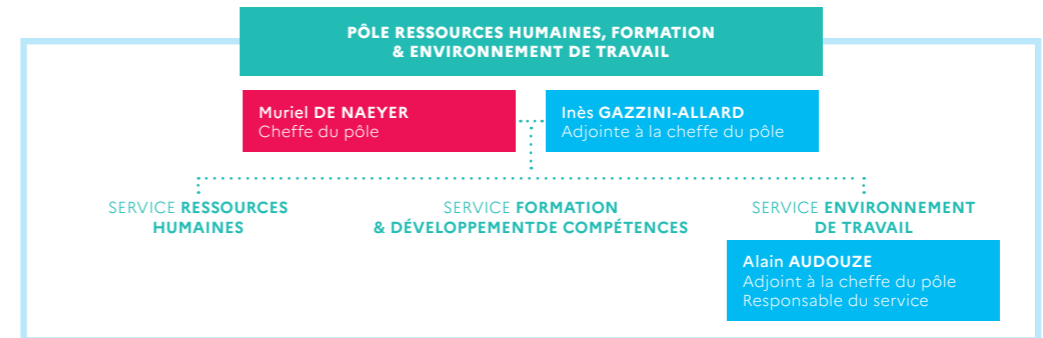 PÔLE RESSOURCES HUMAINES, FORMATION
& ENVIRONNEMENT DE TRAVAIL
Muriel DE NAEYER
Cheffe du pôle
Inès GAZZINI-ALLARD
Adjointe à la cheffe du pôle
SERVICE RESSOURCES
HUMAINES
SERVICE FORMATION
& DÉVELOPPEMENTDE COMPÉTENCES
SERVICE ENVIRONNEMENT
DE TRAVAIL
Alain AUDOUZE
Adjoint à la cheffe du pôle
Responsable du service